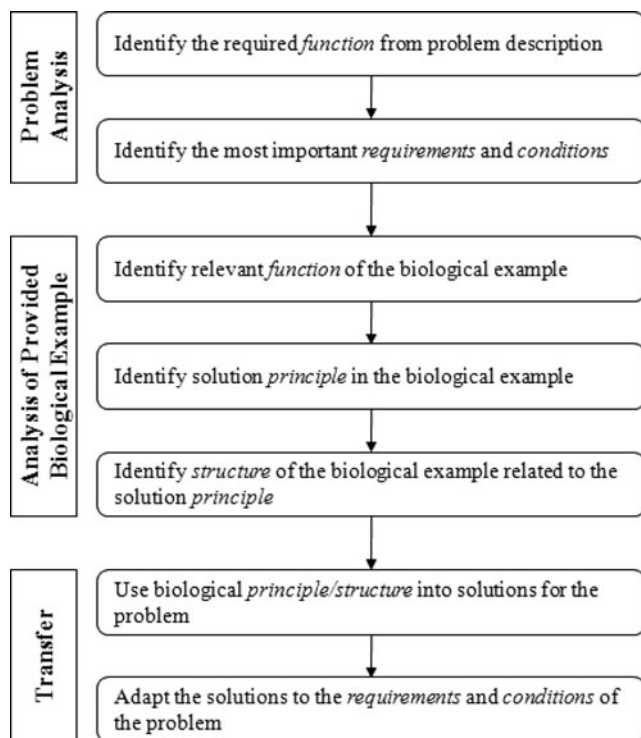 Problem
Analysis
Identify the required function from problem description
Identify the most important requirements and conditions
Analysis of Provided
Biological Example
Identify relevant function of the biological example
Identify solution principle in the biological example
Identify structure of the biological example related to the
solution principle
Transfer
Use biological principle/structure into solutions for the
problem
Adapt the solutions to the requirements and conditions of
the problem